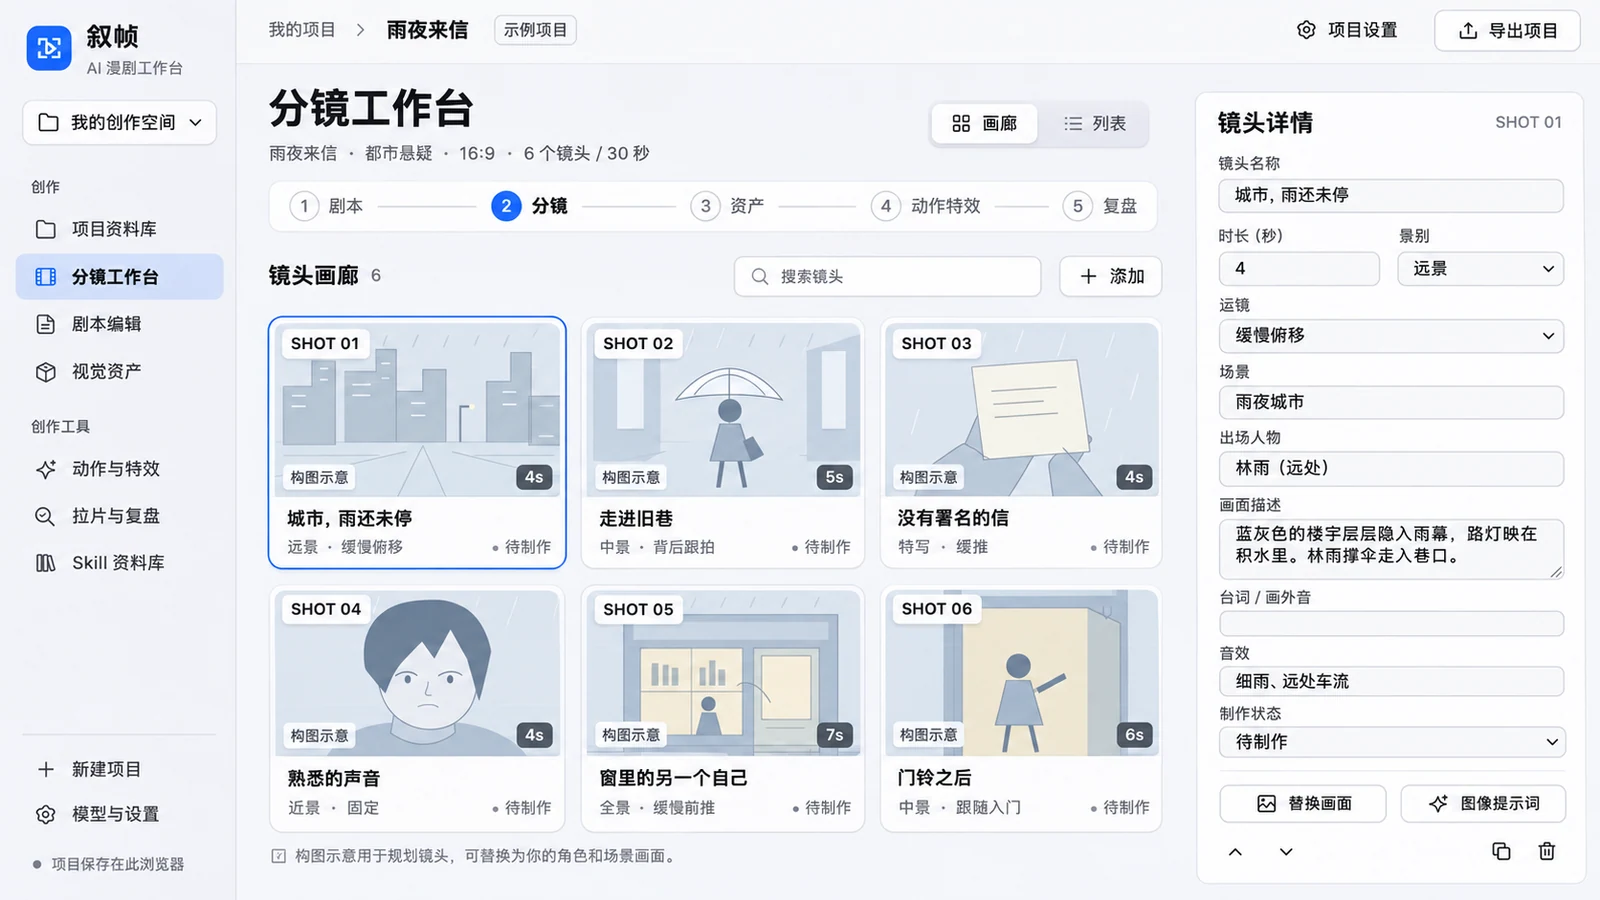 叙帧
AI 漫剧工作台
我的创作空间
创作
项目资料库
分镜工作台
剧本编辑
视觉资产
创作工具
动作与特效
拉片与复盘
Skill 资料库
新建项目
模型与设置
项目保存在此浏览器
我的项目 > 雨夜来信 示例项目
项目设置
导出项目
分镜工作台
雨夜来信 · 都市悬疑 · 16:9 · 6 个镜头 / 30 秒
画廊
列表
1 剧本
2 分镜
3 资产
4 动作特效
5 复盘
镜头画廊 6
搜索镜头
添加
SHOT 01
构图示意
4s
城市，雨还未停
远景 · 缓慢俯移
待制作
SHOT 02
构图示意
5s
走进旧巷
中景 · 背后跟拍
待制作
SHOT 03
构图示意
4s
没有署名的信
特写 · 缓推
待制作
SHOT 04
构图示意
4s
熟悉的声音
近景 · 固定
待制作
SHOT 05
构图示意
7s
窗里的另一个自己
全景 · 缓慢前推
待制作
SHOT 06
构图示意
6s
门铃之后
中景 · 跟随入门
待制作
构图示意用于规划镜头，可替换为你的角色和场景画面。
镜头详情
SHOT 01
镜头名称
城市，雨还未停
时长（秒）
4
景别
远景
运镜
缓慢俯移
场景
雨夜城市
出场人物
林雨（远处）
画面描述
蓝灰色的楼宇层层隐入雨幕，路灯映在
积水里。林雨撑伞走入巷口。
台词 / 画外音
音效
细雨、远处车流
制作状态
待制作
替换画面
图像提示词